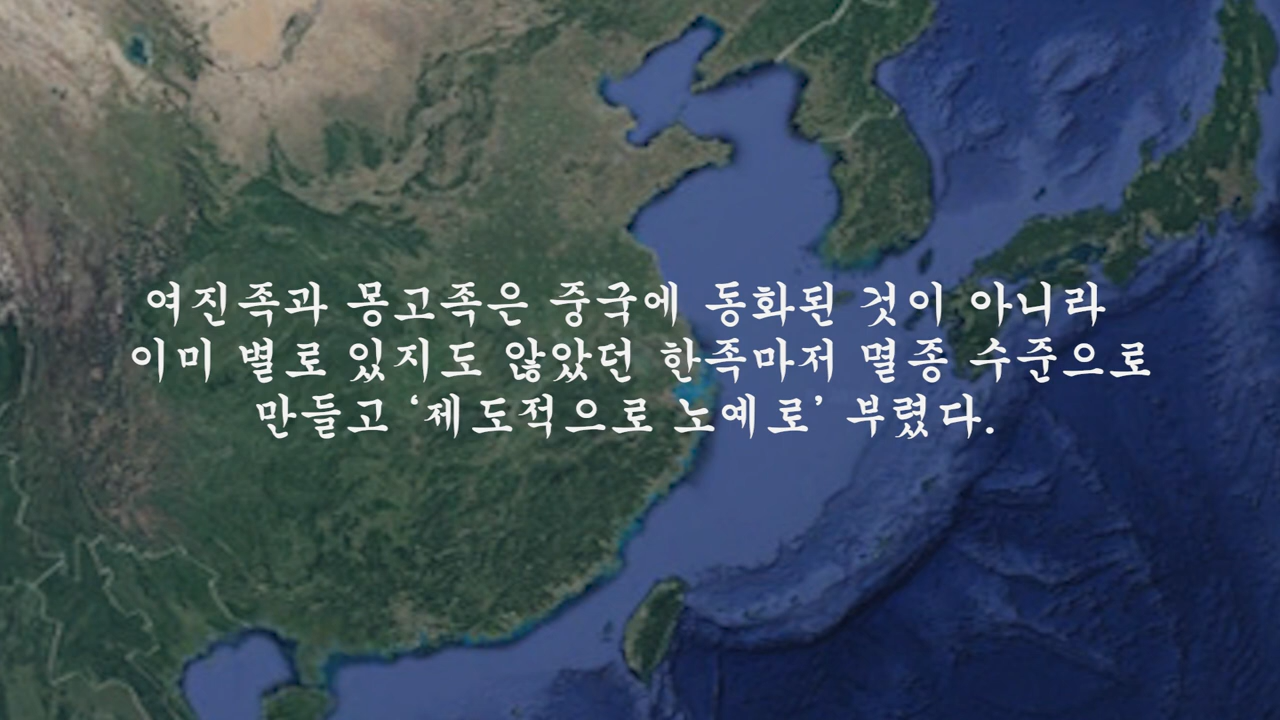 여진족과 몽고족은 중국에 동화된 것이 아니라
이미 별로 있지도 않았던 한족마저 멸종 수준으로
만들고 ‘제도적으로 노예로’ 부렸다.